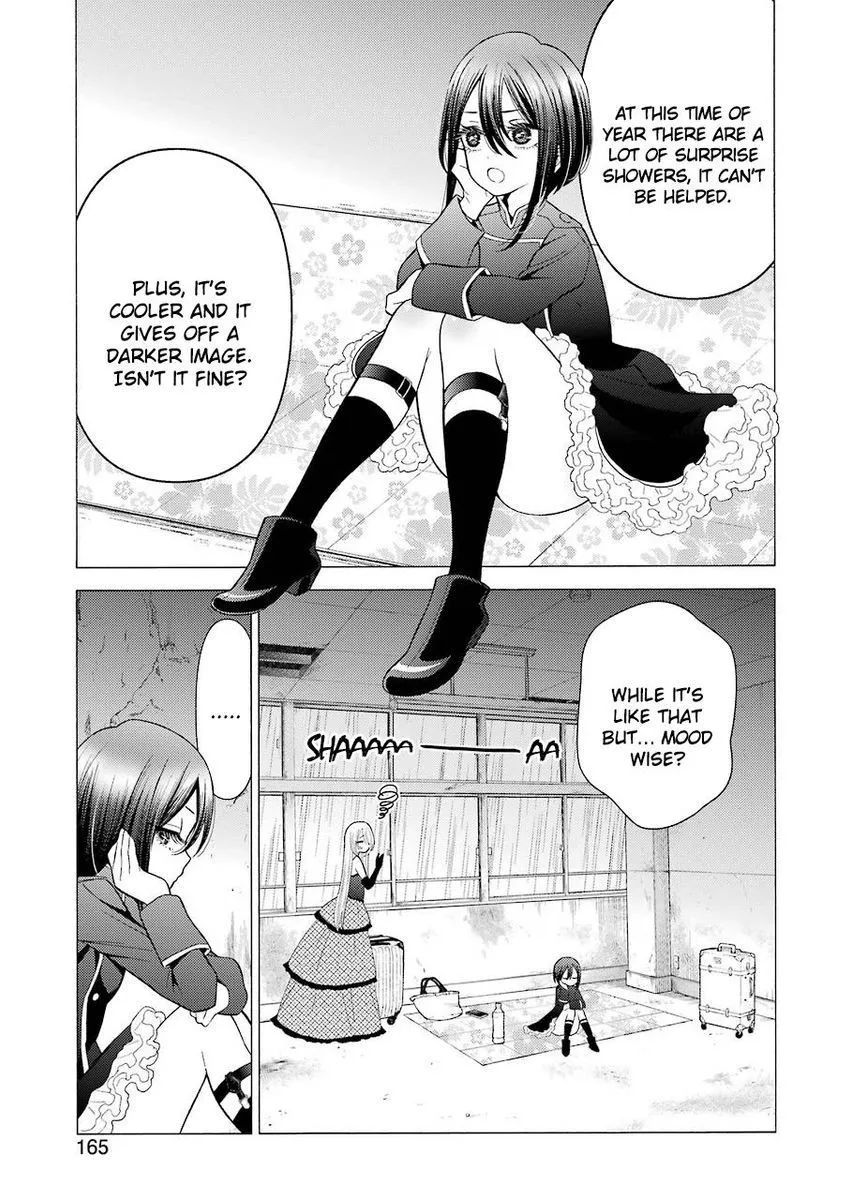 AT THIS TIME OF
YEAR THERE ARE A
LOT OF SURPRISE
SHOWERS, IT CAN'T
BE HELPED.
PLUS, IT'S
COOLER AND IT
GIVES OFF A
DARKER IMAGE.
ISN'T IT FINE?
WHILE IT'S
LIKE THAT
BUT... MOOD
WISE?
SHAAAAA AA
.....
165